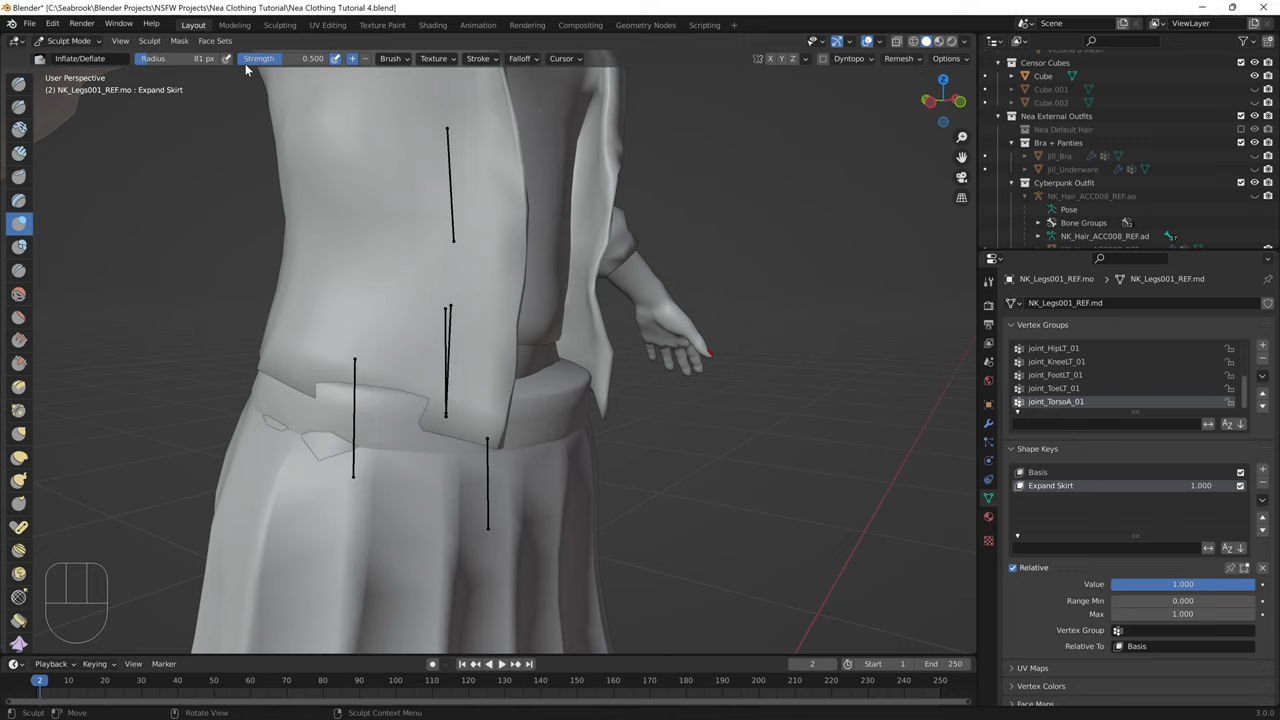 Blender* [C:\Seabrook\Blender Projects\NSFW Projects\Nea Clothing Tutorial\Nea Clothing Tutorial 4.blend]
File Edit Render Window Help Layout Modeling Sculpting UV Editing Texture Paint Shading Animation Rendering Compositing Geometry Nodes Scripting + Scene ViewLayer
Sculpt Mode View Sculpt Mask Face Sets
Inflate/Deflate Radius 81 px Strength 0.500 + - Brush Texture Stroke Falloff Cursor X Y Z Dyntopo Remesh Options
User Perspective
(2) NK_Legs001_REF.mo : Expand Skirt
Z
Censor Cubes
Cube
Cube.001
Cube.002
Nea External Outfits
Nea Default Hair
Bra + Panties
Jill_Bra
Jill_Underware
Cyberpunk Outfit
NK_Hair_ACC008_REF.ao
Pose
Bone Groups
NK_Hair_ACC008_REF.ad
NK_Legs001_REF.mo > NK_Legs001_REF.md
NK_Legs001_REF.md
Vertex Groups
joint_HipLT_01
joint_KneeLT_01
joint_FootLT_01
joint_ToeLT_01
joint_TorsoA_01
Shape Keys
Basis
Expand Skirt 1.000
Relative
Value 1.000
Range Min 0.000
Max 1.000
Vertex Group
Relative To Basis
UV Maps
Vertex Colors
Face Maps
Playback Keying View Marker 2 Start 1 End 250
2 10 20 30 40 50 60 70 80 90 100 110 120 130 140 150 160 170 180 190 200 210 220 230 240 250
Sculpt Move Rotate View Sculpt Context Menu 3.0.0